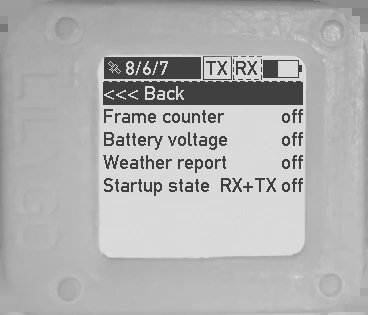 8/6/7 TX RX
<<< Back
Frame counter off
Battery voltage off
Weather report off
Startup state RX+TX off
LILYGO